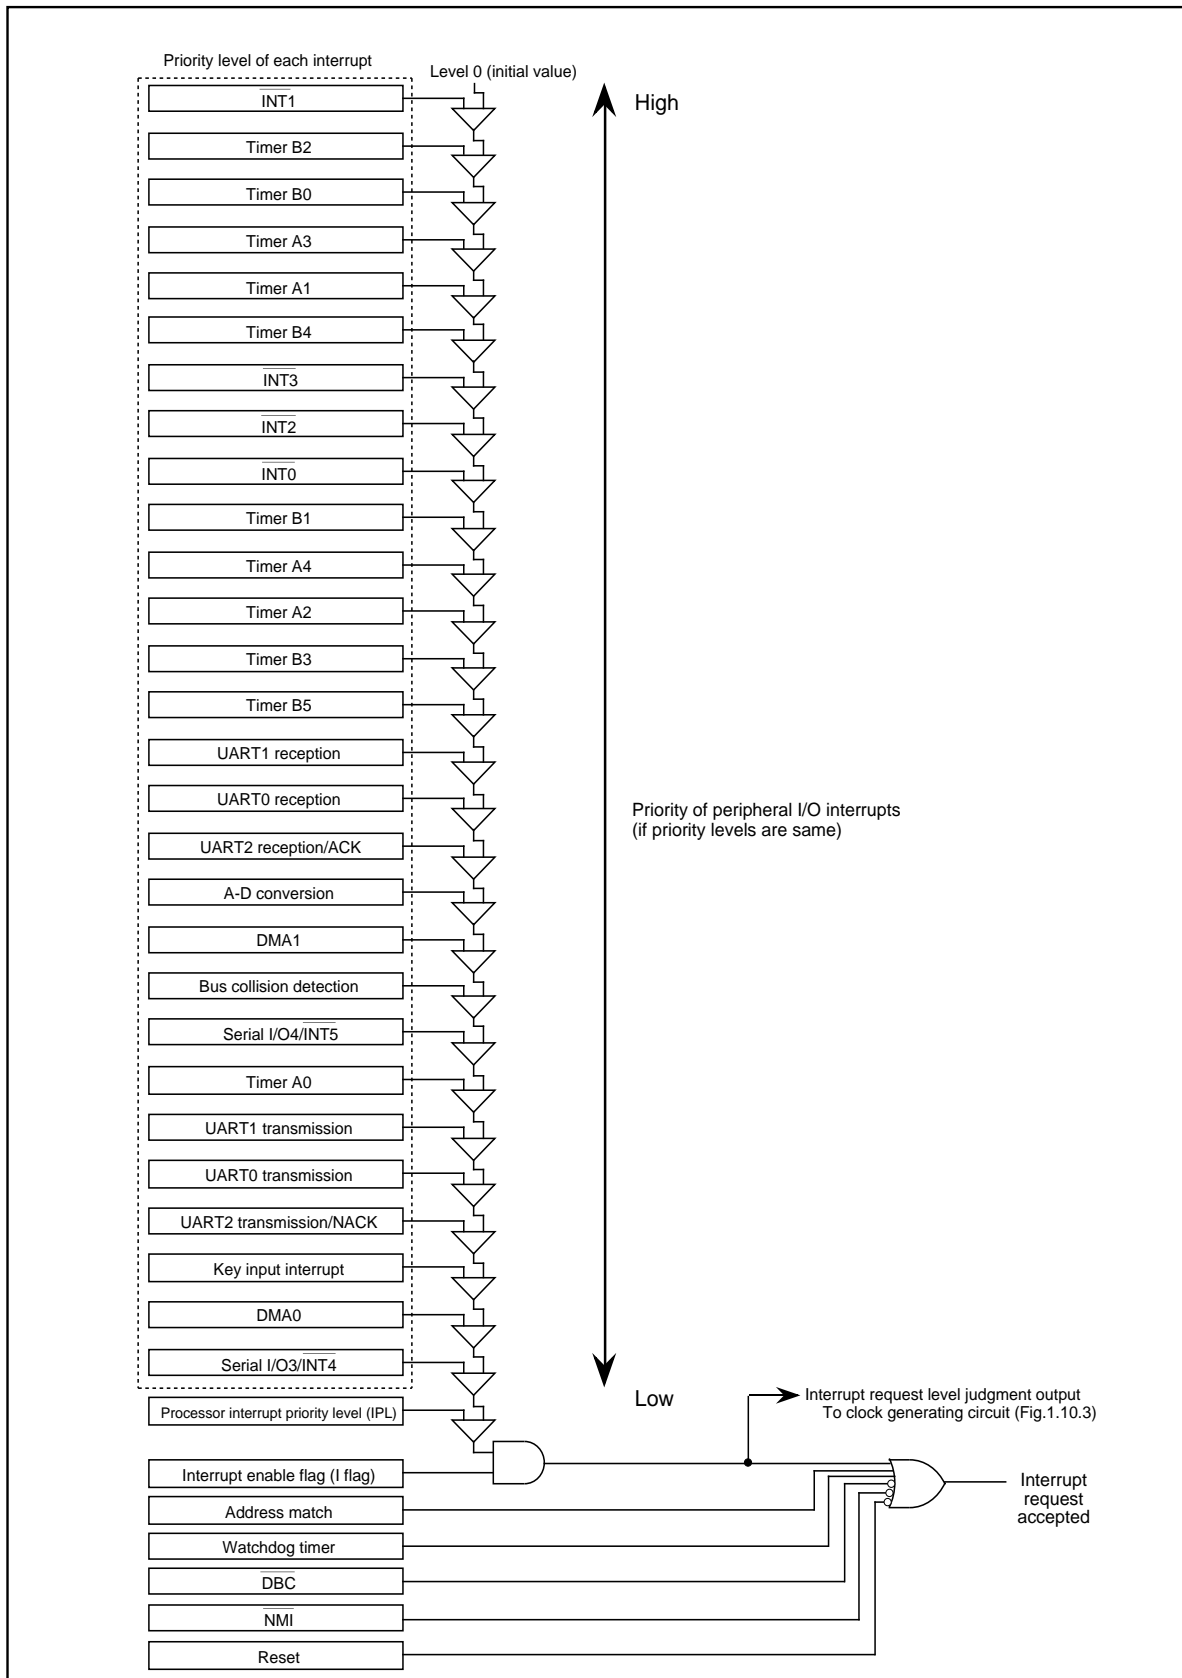 Priority level of each interrupt
Level 0 (initial value)
High
INT1
Timer B2
Timer B0
Timer A3
Timer A1
Timer B4
INT3
INT2
INT0
Timer B1
Timer A4
Timer A2
Timer B3
Timer B5
UART1 reception
UART0 reception
Priority of peripheral I/O interrupts
(if priority levels are same)
UART2 reception/ACK
A-D conversion
DMA1
Bus collision detection
Serial I/O4/INT5
Timer A0
UART1 transmission
UART0 transmission
UART2 transmission/NACK
Key input interrupt
DMA0
Serial I/O3/INT4
Low
Interrupt request level judgment output
To clock generating circuit (Fig.1.10.3)
Processor interrupt priority level (IPL)
Interrupt enable flag (I flag)
Interrupt
request
accepted
Address match
Watchdog timer
DBC
NMI
Reset